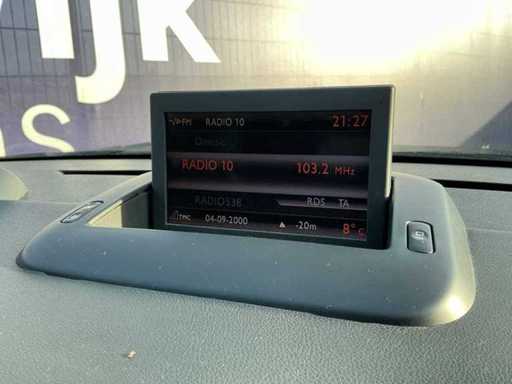 IJK
S
FM RADIO 10 21:27
RADIO 10 103.2 MHz
RADIO538 RDS TA
TMC 04-09-2000 -20m 8°C